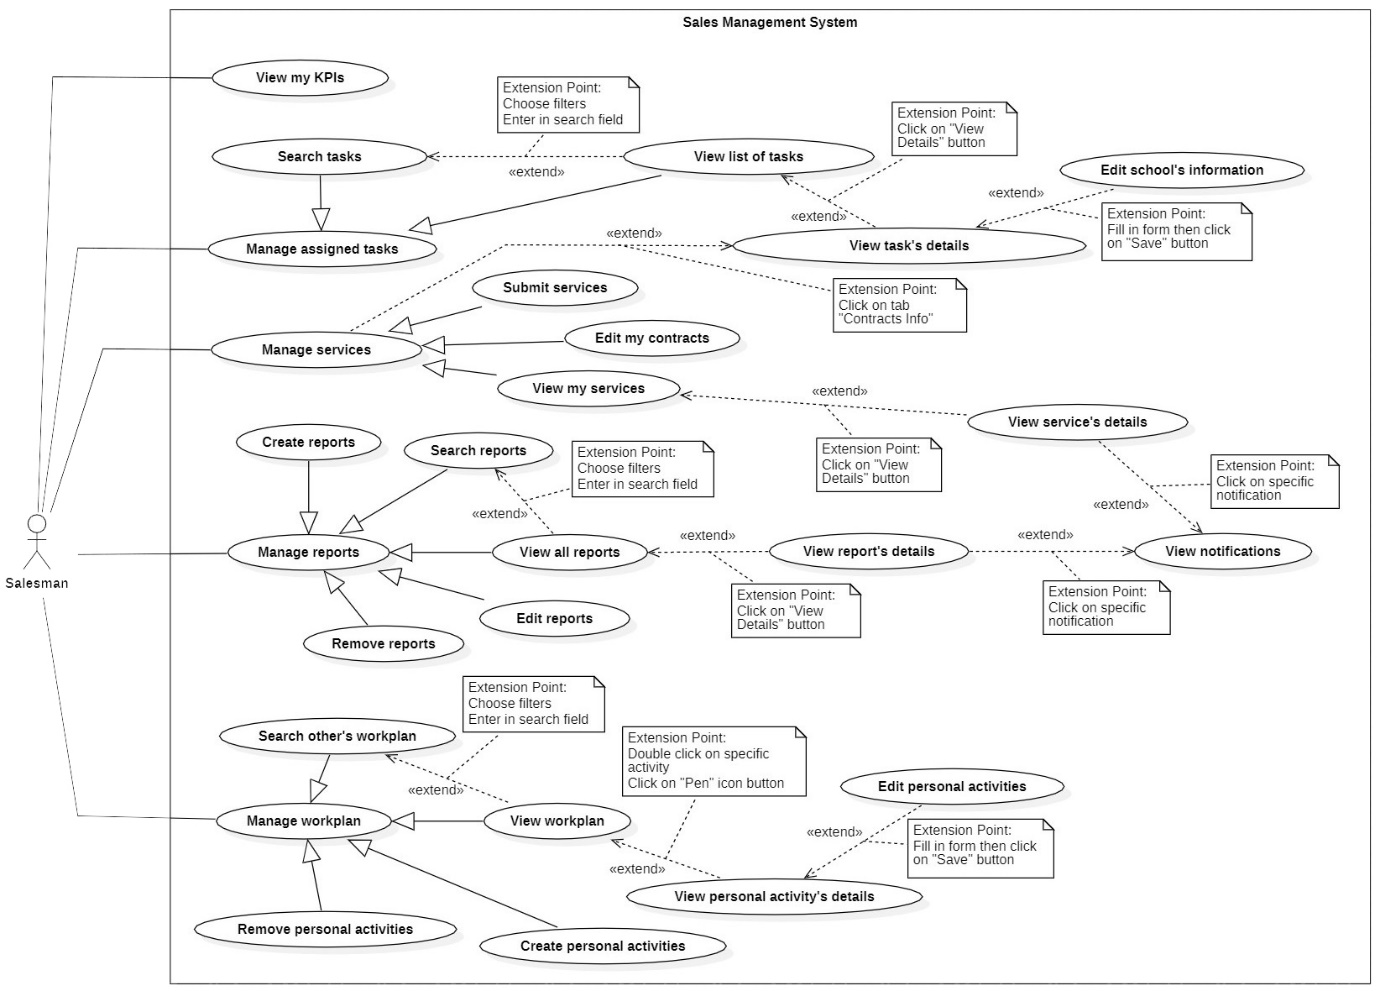 Sales Management System
View my KPIs
Extension Point:
Choose filters
Enter in search field
Extension Point:
Click on "View
Details" button
Search tasks
«extend»
View list of tasks
Edit school's information
«extend»
Extension Point:
Fill in form then click
on "Save" button
«extend»
Manage assigned tasks
«extend»
View task's details
Extension Point:
Click on tab
"Contracts Info"
Submit services
Edit my contracts
Manage services
View my services
«extend»
View service's details
Extension Point:
Click on "View
Details" button
Create reports
Search reports
Extension Point:
Choose filters
Enter in search field
Extension Point:
Click on specific
notification
«extend»
«extend»
Manage reports
View all reports
«extend»
View report's details
«extend»
View notifications
Salesman
Extension Point:
Click on "View
Details" button
Extension Point:
Click on specific
notification
Edit reports
Remove reports
Extension Point:
Choose filters
Enter in search field
Search other's workplan
Extension Point:
Double click on specific
activity
Click on "Pen" icon button
«extend»
Edit personal activities
Manage workplan
View workplan
«extend»
Extension Point:
Fill in form then click
on "Save" button
«extend»
View personal activity's details
Remove personal activities
Create personal activities